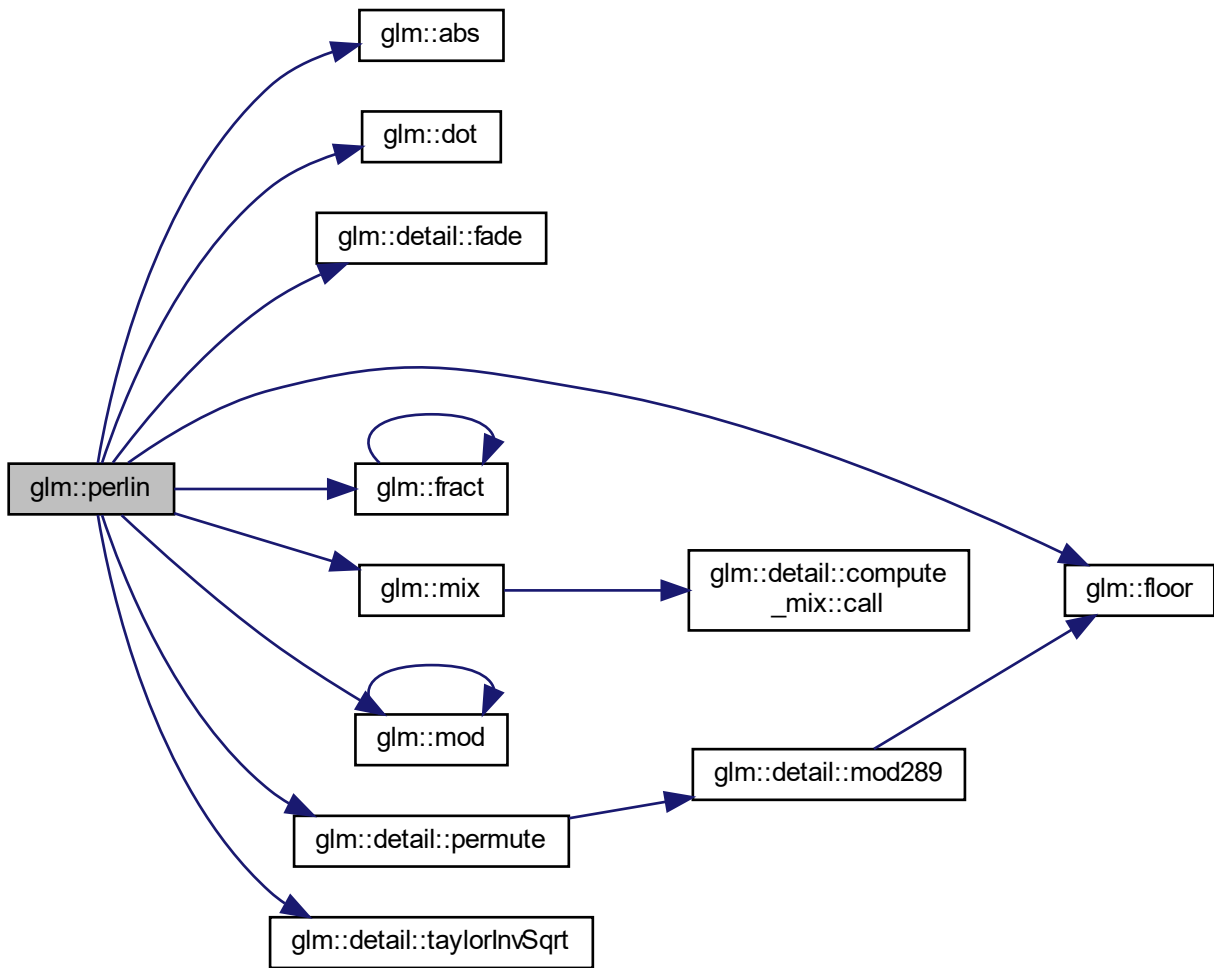 glm::abs
glm::dot
glm::detail::fade
glm::perlin
glm::fract
glm::mix
glm::detail::compute
_mix::call
glm::floor
glm::mod
glm::detail::mod289
glm::detail::permute
glm::detail::taylorInvSqrt